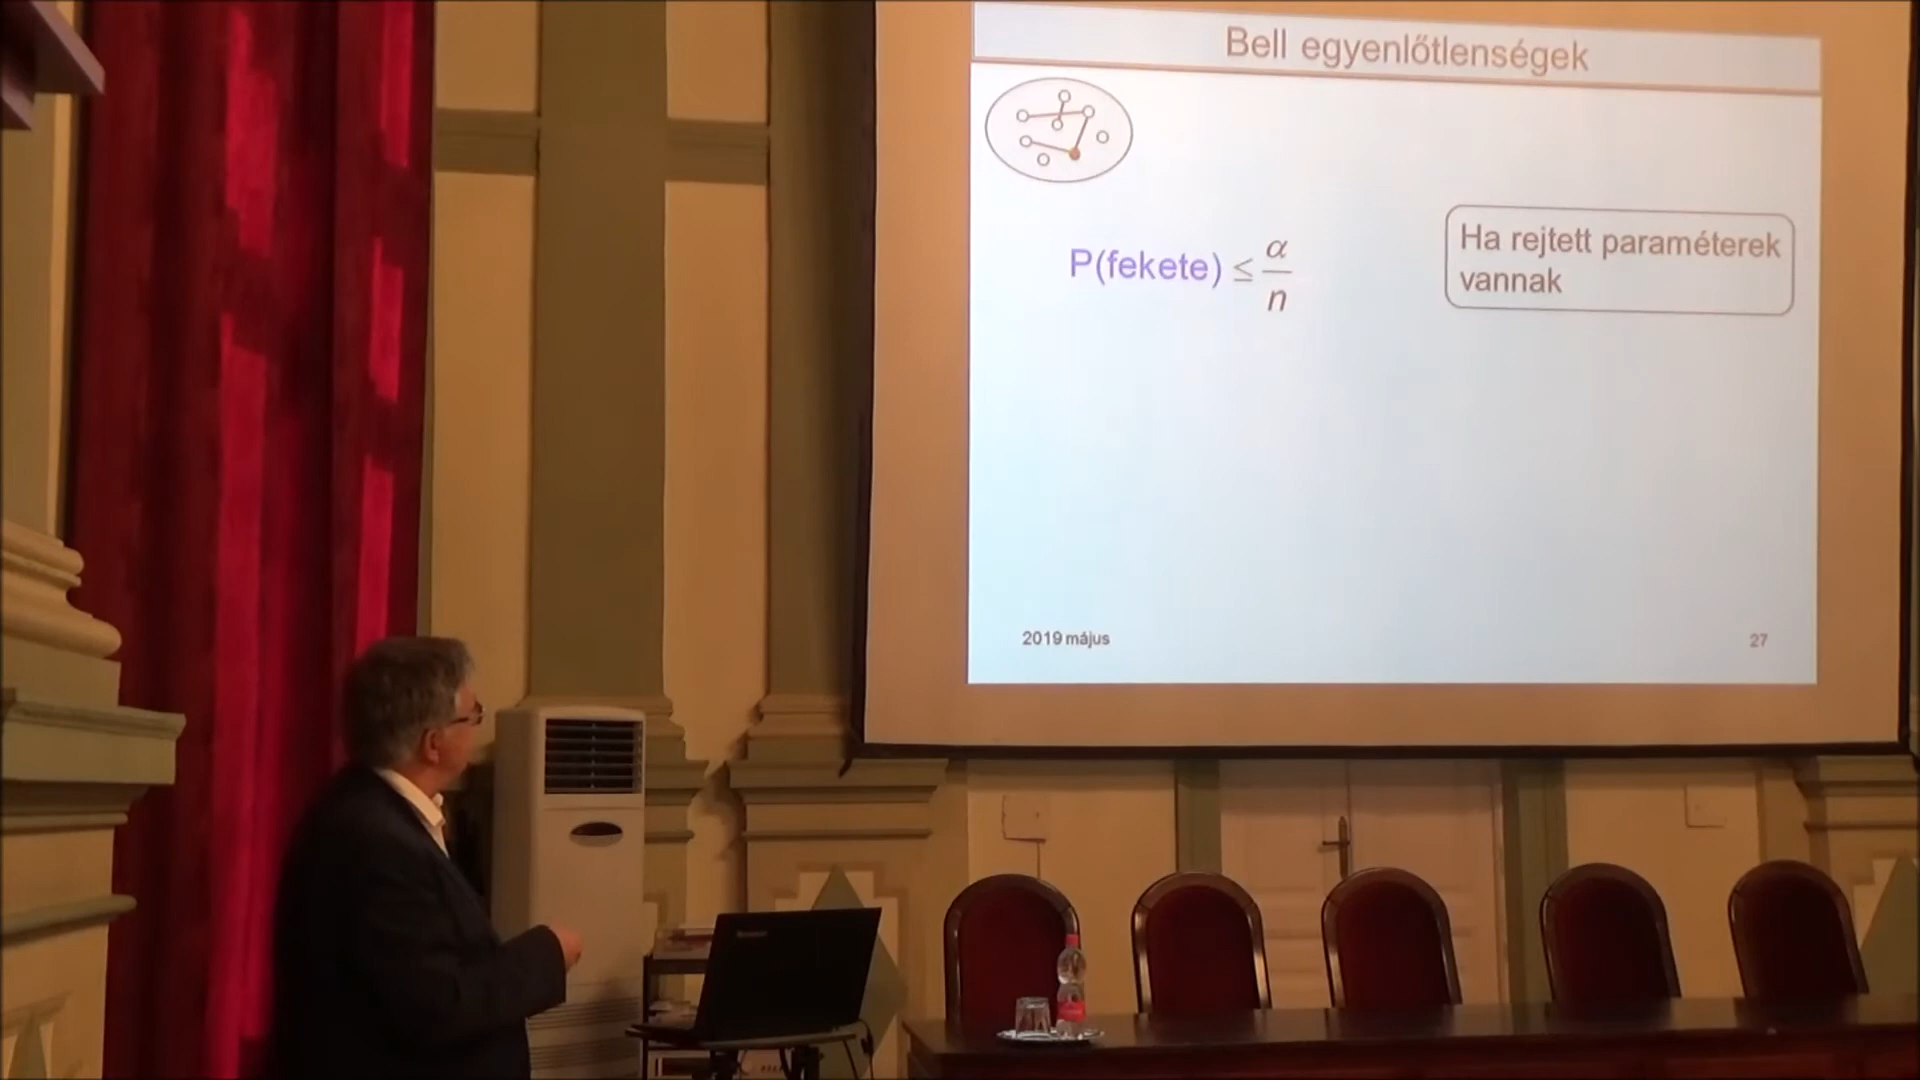 Bell egyenlőtlenségek
P(fekete) ≤ α/n
Ha rejtett paraméterek
vannak
2019 május
27